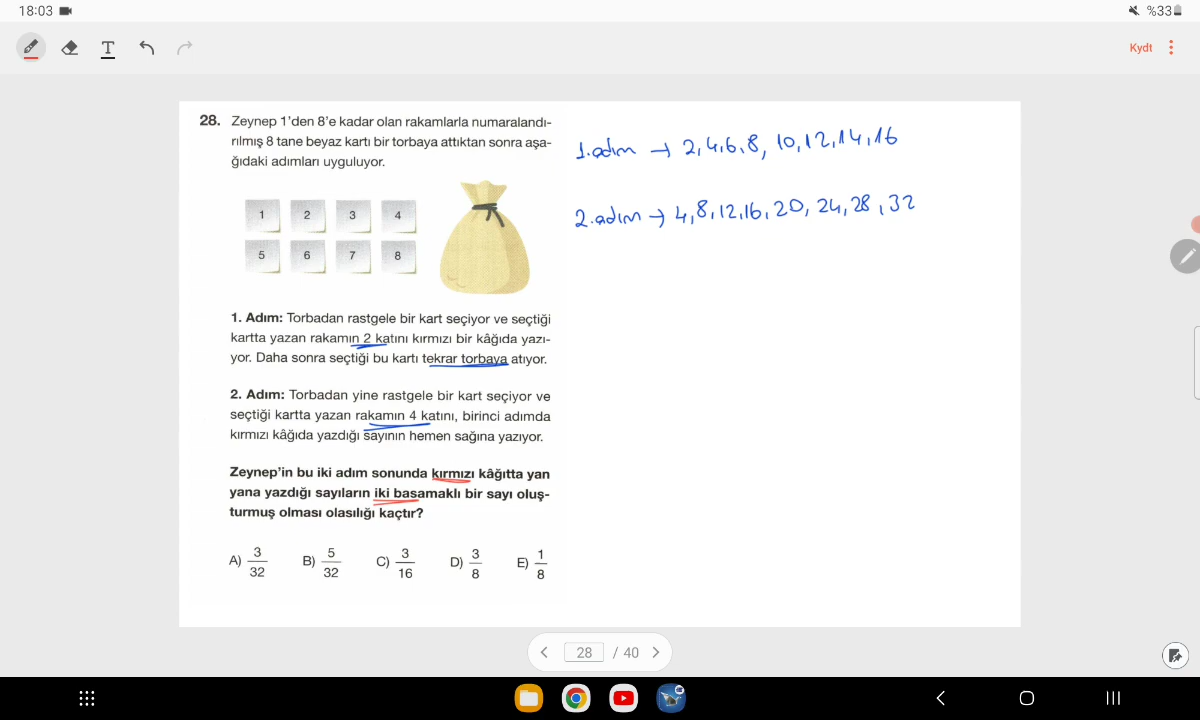 18:03
%33
T
Kydt
28. Zeynep 1'den 8'e kadar olan rakamlarla numaralandı-
rılmış 8 tane beyaz kartı bir torbaya attıktan sonra aşa-
ğıdaki adımları uyguluyor.
1 2 3 4
5 6 7 8
1. Adım: Torbadan rastgele bir kart seçiyor ve seçtiği
kartta yazan rakamın 2 katını kırmızı bir kâğıda yazı-
yor. Daha sonra seçtiği bu kartı tekrar torbaya atıyor.
2. Adım: Torbadan yine rastgele bir kart seçiyor ve
seçtiği kartta yazan rakamın 4 katını, birinci adımda
kırmızı kâğıda yazdığı sayının hemen sağına yazıyor.
Zeynep'in bu iki adım sonunda kırmızı kâğıtta yan
yana yazdığı sayıların iki basamaklı bir sayı oluş-
turmuş olması olasılığı kaçtır?
A) 3/32 B) 5/32 C) 3/16 D) 3/8 E) 1/8
1. adım → 2, 4, 6, 8, 10, 12, 14, 16
2. adım → 4, 8, 12, 16, 20, 24, 28, 32
28 / 40